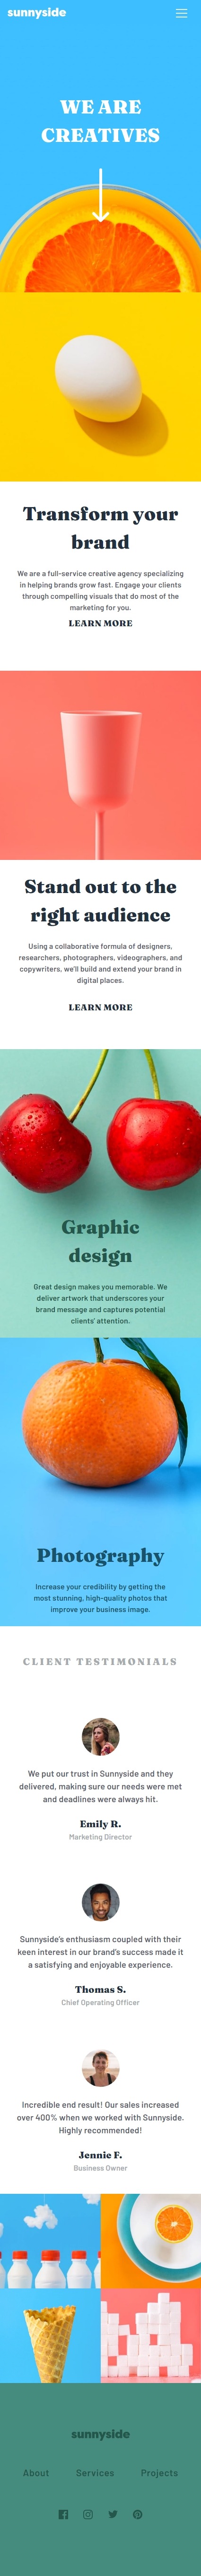 sunnyside
WE ARE
CREATIVES
Transform your
brand
We are a full-service creative agency specializing
in helping brands grow fast. Engage your clients
through compelling visuals that do most of the
marketing for you.
LEARN MORE
Stand out to the
right audience
Using a collaborative formula of designers,
researchers, photographers, videographers, and
copywriters, we'll build and extend your brand in
digital places.
LEARN MORE
Graphic
design
Great design makes you memorable. We
deliver artwork that underscores your
brand message and captures potential
clients' attention.
Photography
Increase your credibility by getting the
most stunning, high-quality photos that
improve your business image.
CLIENT TESTIMONIALS
We put our trust in Sunnyside and they
delivered, making sure our needs were met
and deadlines were always hit.
Emily R.
Marketing Director
Sunnyside's enthusiasm coupled with their
keen interest in our brand's success made it
a satisfying and enjoyable experience.
Thomas S.
Chief Operating Officer
Incredible end result! Our sales increased
over 400% when we worked with Sunnyside.
Highly recommended!
Jennie F.
Business Owner
sunnyside
About Services Projects